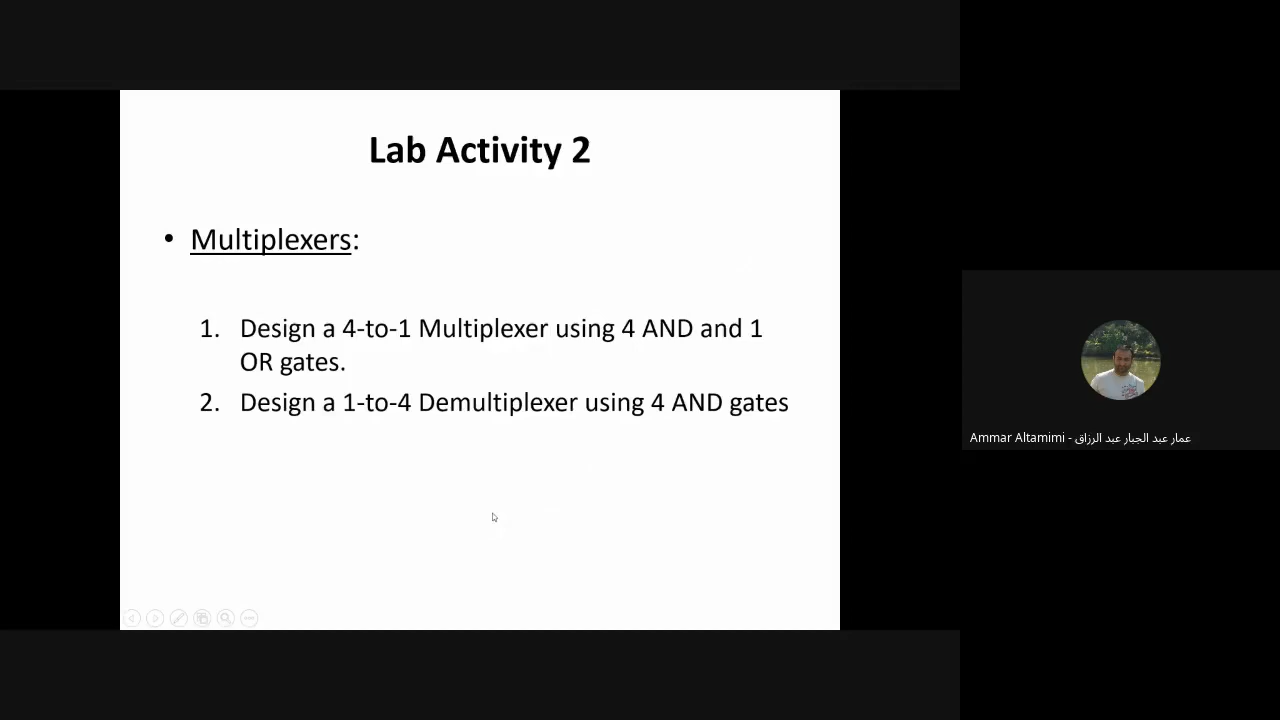 Lab Activity 2
• Multiplexers:
1. Design a 4-to-1 Multiplexer using 4 AND and 1
OR gates.
2. Design a 1-to-4 Demultiplexer using 4 AND gates
Ammar Altamimi - عمار عبد الجبار عبد الرزاق